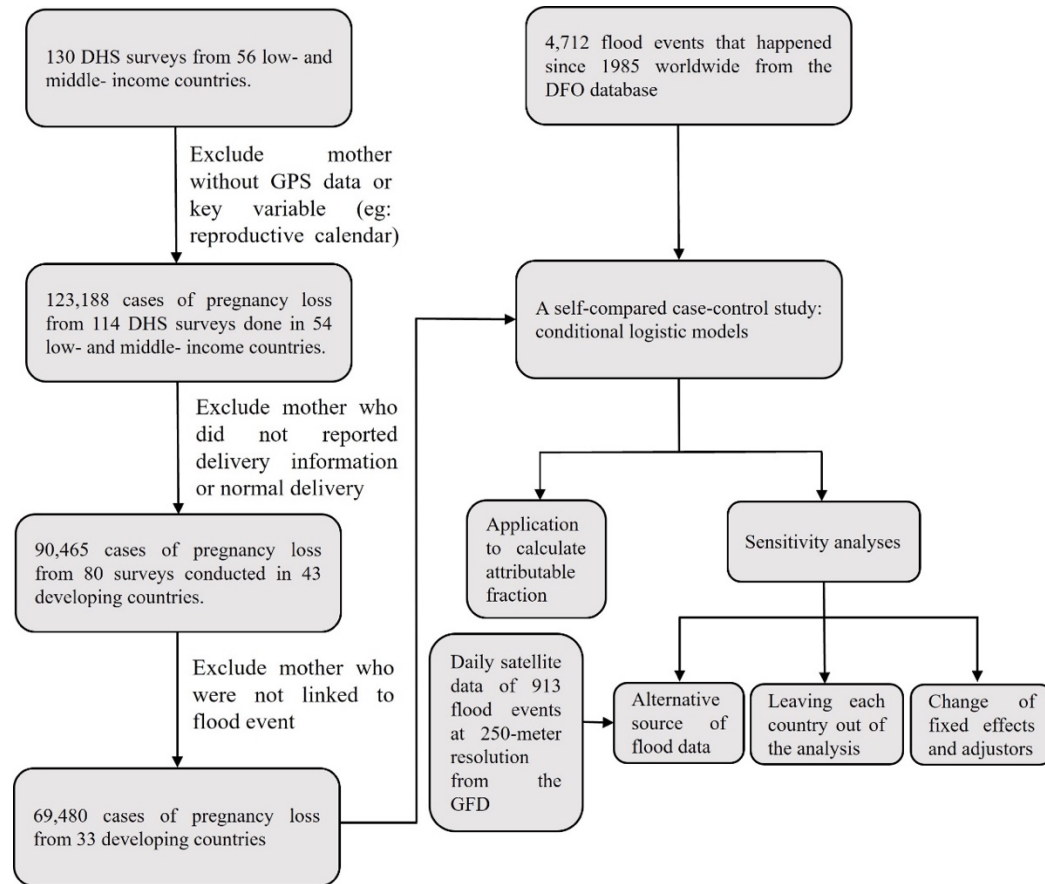 130 DHS surveys from 56 low- and
middle- income countries.
Exclude mother
without GPS data or
key variable (eg:
reproductive calendar)
123,188 cases of pregnancy loss
from 114 DHS surveys done in 54
low- and middle- income countries.
Exclude mother who
did not reported
delivery information
or normal delivery
90,465 cases of pregnancy loss
from 80 surveys conducted in 43
developing countries.
Exclude mother who
were not linked to
flood event
69,480 cases of pregnancy loss
from 33 developing countries
4,712 flood events that happened
since 1985 worldwide from the
DFO database
A self-compared case-control study:
conditional logistic models
Application
to calculate
attributable
fraction
Sensitivity analyses
Daily satellite
data of 913
flood events
at 250-meter
resolution
from the
GFD
Alternative
source of
flood data
Leaving each
country out of
the analysis
Change of
fixed effects
and adjustors